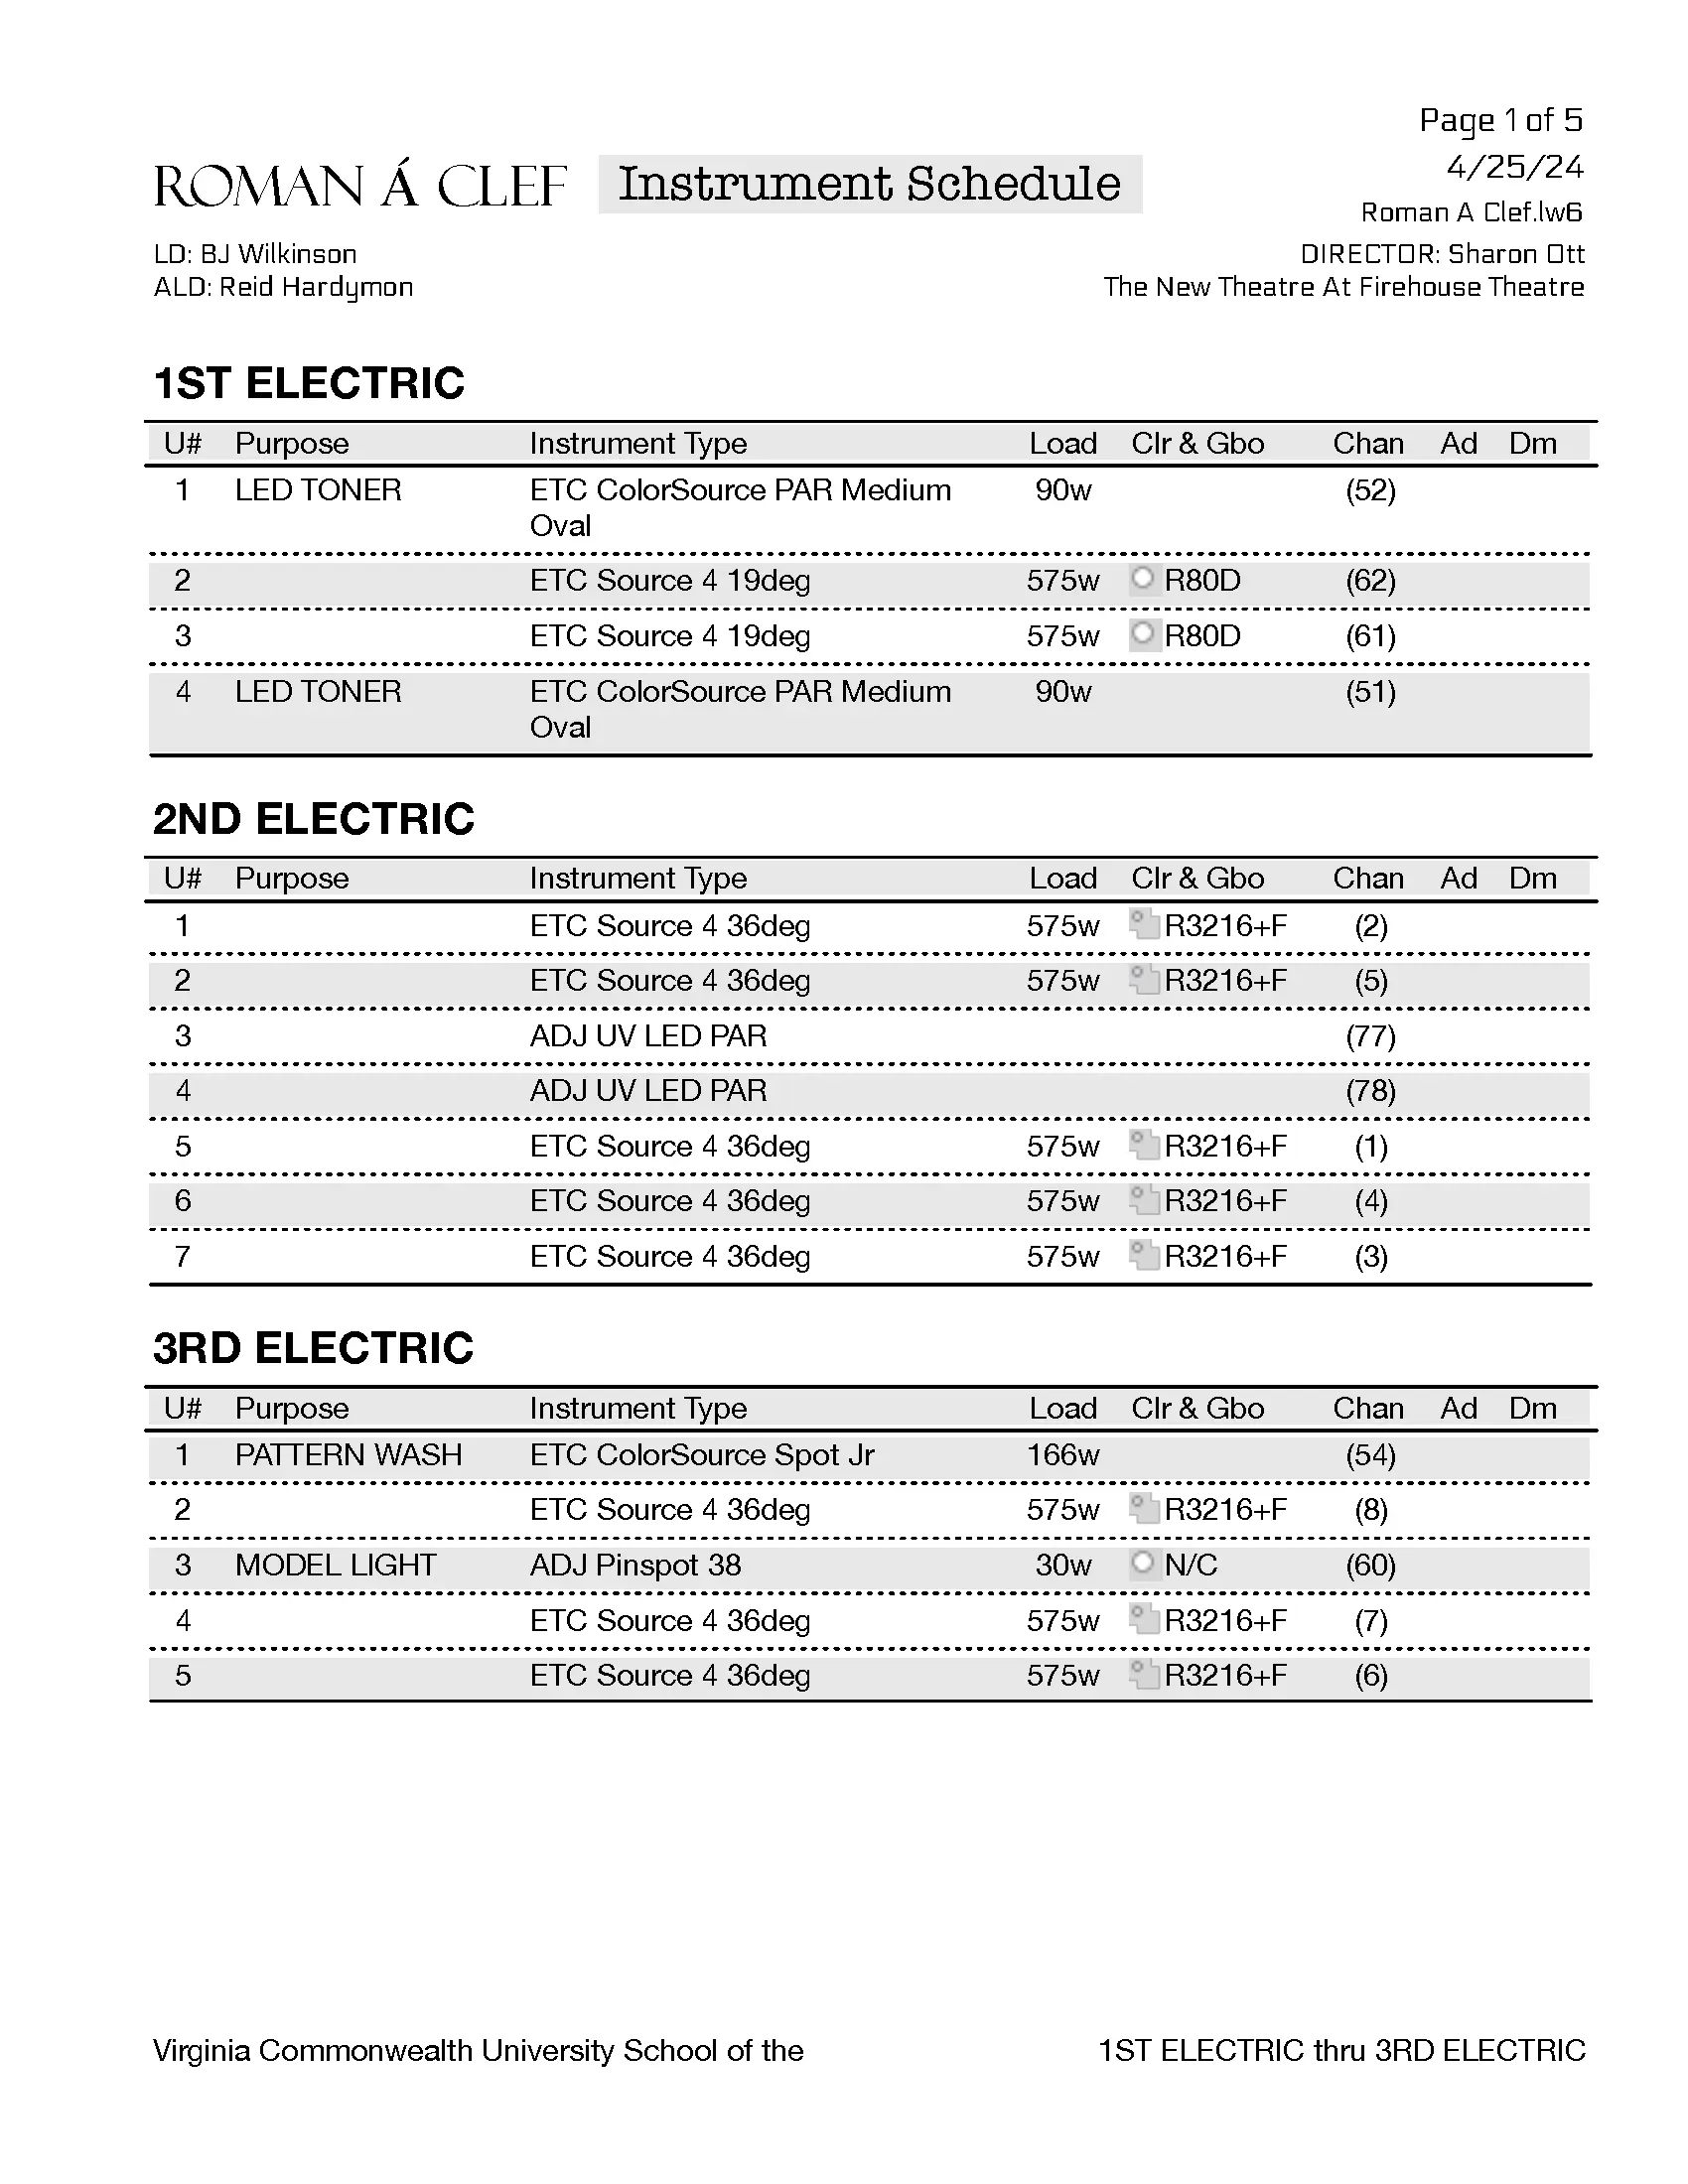 Page 1 of 5
ROMAN Á CLEF Instrument Schedule 4/25/24
Roman A Clef.lw6
LD: BJ Wilkinson DIRECTOR: Sharon Ott
ALD: Reid Hardymon The New Theatre At Firehouse Theatre
1ST ELECTRIC
U# Purpose Instrument Type Load Clr & Gbo Chan Ad Dm
1 LED TONER ETC ColorSource PAR Medium 90w (52)
Oval
2 ETC Source 4 19deg 575w R80D (62)
3 ETC Source 4 19deg 575w R80D (61)
4 LED TONER ETC ColorSource PAR Medium 90w (51)
Oval
2ND ELECTRIC
U# Purpose Instrument Type Load Clr & Gbo Chan Ad Dm
1 ETC Source 4 36deg 575w R3216+F (2)
2 ETC Source 4 36deg 575w R3216+F (5)
3 ADJ UV LED PAR (77)
4 ADJ UV LED PAR (78)
5 ETC Source 4 36deg 575w R3216+F (1)
6 ETC Source 4 36deg 575w R3216+F (4)
7 ETC Source 4 36deg 575w R3216+F (3)
3RD ELECTRIC
U# Purpose Instrument Type Load Clr & Gbo Chan Ad Dm
1 PATTERN WASH ETC ColorSource Spot Jr 166w (54)
2 ETC Source 4 36deg 575w R3216+F (8)
3 MODEL LIGHT ADJ Pinspot 38 30w N/C (60)
4 ETC Source 4 36deg 575w R3216+F (7)
5 ETC Source 4 36deg 575w R3216+F (6)
Virginia Commonwealth University School of the 1ST ELECTRIC thru 3RD ELECTRIC